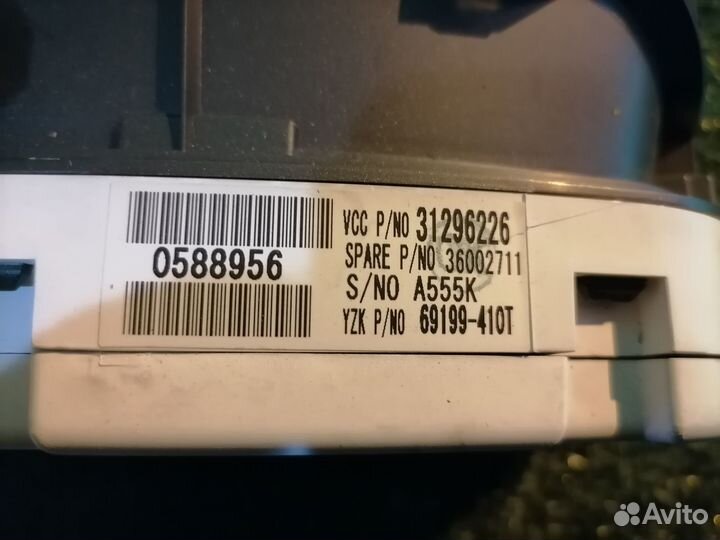 0588956
VCC P/NO 31296226
SPARE P/NO 36002711
S/NO A555K
YZK P/NO 69199-410T
Avito